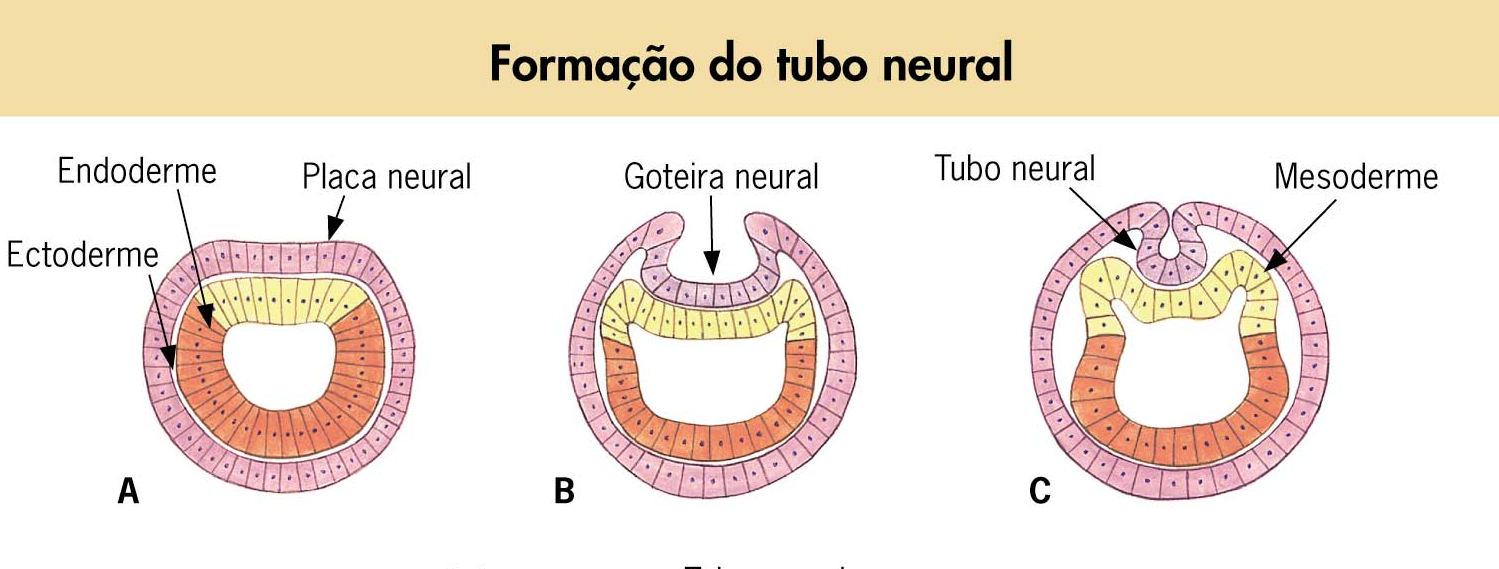 Formação do tubo neural
Endoderme
Placa neural
Ectoderme
A
Goteira neural
B
Tubo neural
Mesoderme
C